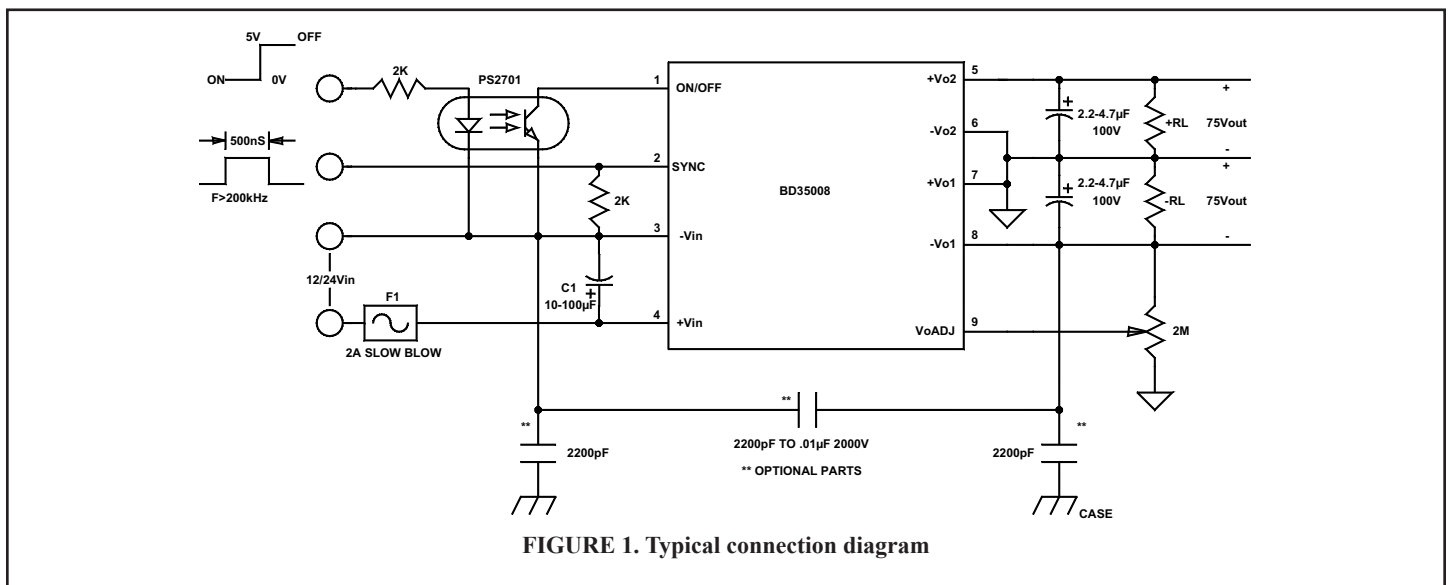 5V OFF
ON 0V
2K
PS2701
500nS
F>200kHz
2K
12/24Vin
F1
2A SLOW BLOW
C1
+
10-100µF
1 ON/OFF
2 SYNC
3 -Vin
4 +Vin
BD35008
+Vo2 5
-Vo2 6
+Vo1 7
-Vo1 8
VoADJ 9
+
2.2-4.7µF
100V
+RL
+
75Vout
-
+
2.2-4.7µF
100V
-RL
+
75Vout
-
2M
**
2200pF
**
2200pF TO .01µF 2000V
** OPTIONAL PARTS
**
2200pF
CASE
FIGURE 1. Typical connection diagram